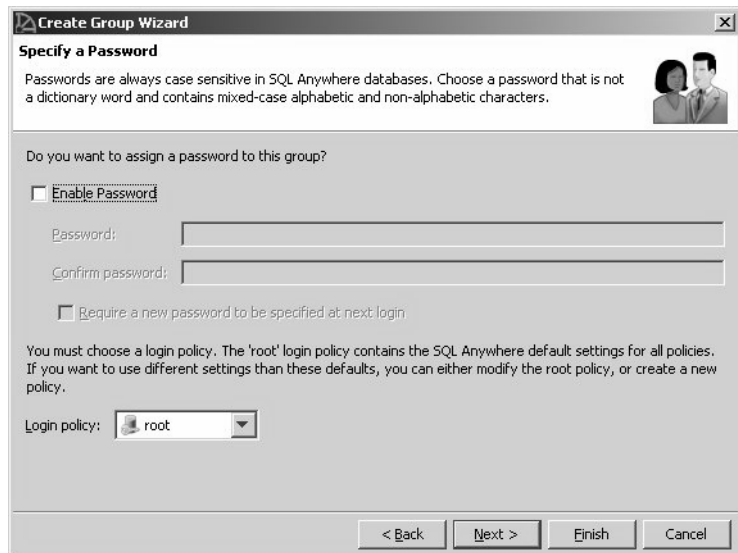 Create Group Wizard
Specify a Password
Passwords are always case sensitive in SQL Anywhere databases. Choose a password that is not
a dictionary word and contains mixed-case alphabetic and non-alphabetic characters.
Do you want to assign a password to this group?
Enable Password
Password:
Confirm password:
Require a new password to be specified at next login
You must choose a login policy. The 'root' login policy contains the SQL Anywhere default settings for all policies.
If you want to use different settings than these defaults, you can either modify the root policy, or create a new
policy.
Login policy: root
< Back Next > Finish Cancel